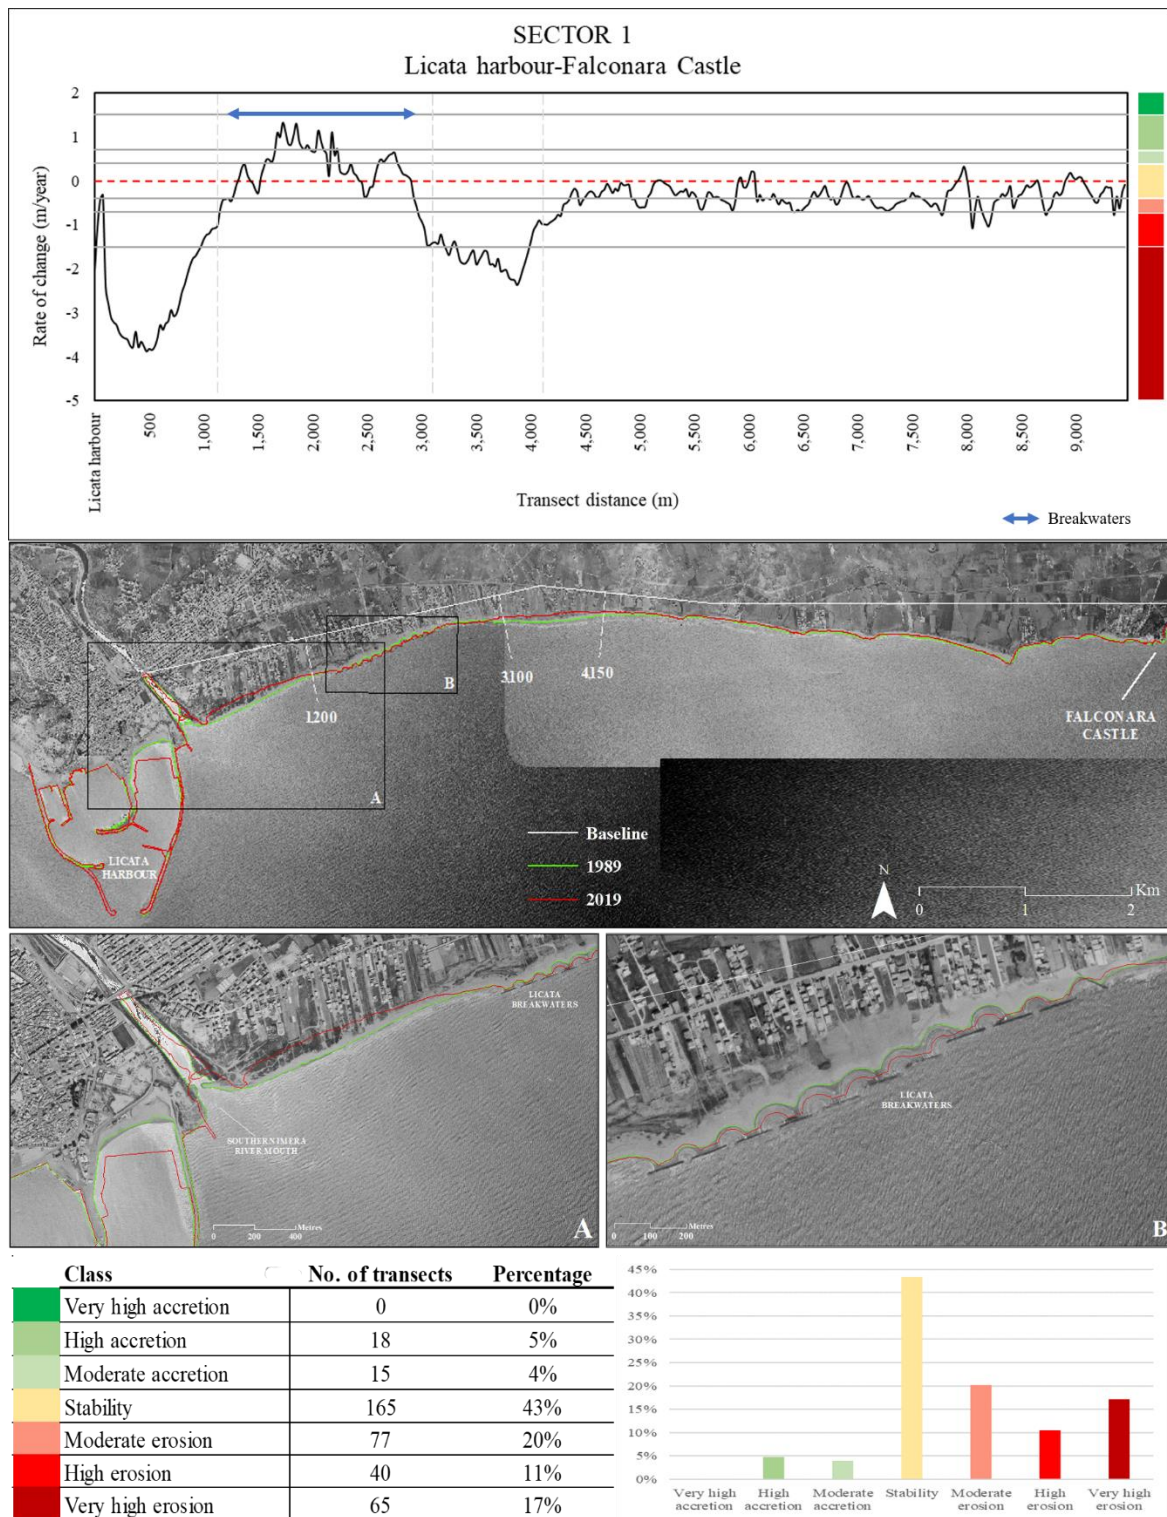 SECTOR 1
Licata harbour-Falconara Castle
Rate of change (m/year)
2
1
0
-1
-2
-3
-4
-5
Licata harbour
500
1,000
1,500
2,000
2,500
3,000
3,500
4,000
4,500
5,000
5,500
6,000
6,500
7,000
7,500
8,000
8,500
9,000
Transect distance (m)
Breakwaters
1.200
B
3.100
4.150
FALCONARA
CASTLE
A
LICATA
HARBOUR
Baseline
1989
2019
N
Km
0 1 2
LICATA
BREAKWATERS
SOUTHERN IMERA
RIVER MOUTH
Metres
0 200 400
A
LICATA
BREAKWATERS
Metres
0 100 200
B
Class No. of transects Percentage
Very high accretion 0 0%
High accretion 18 5%
Moderate accretion 15 4%
Stability 165 43%
Moderate erosion 77 20%
High erosion 40 11%
Very high erosion 65 17%
45%
40%
35%
30%
25%
20%
15%
10%
5%
0%
Very high accretion
High accretion
Moderate accretion
Stability
Moderate erosion
High erosion
Very high erosion